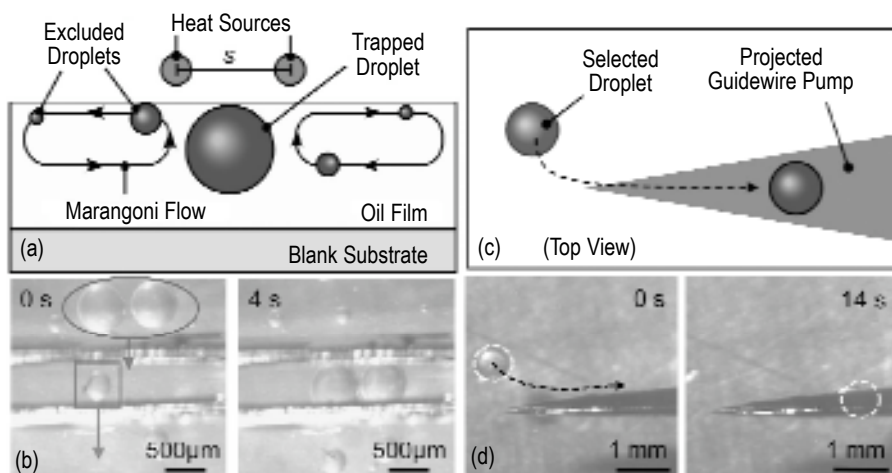 Excluded
Droplets
Heat Sources
s
Trapped
Droplet
Marangoni Flow
Oil Film
(a)
Blank Substrate
Selected
Droplet
Projected
Guidewire Pump
(c)
(Top View)
0 s
(b)
500μm
4 s
500μm
0 s
(d)
1 mm
14 s
1 mm